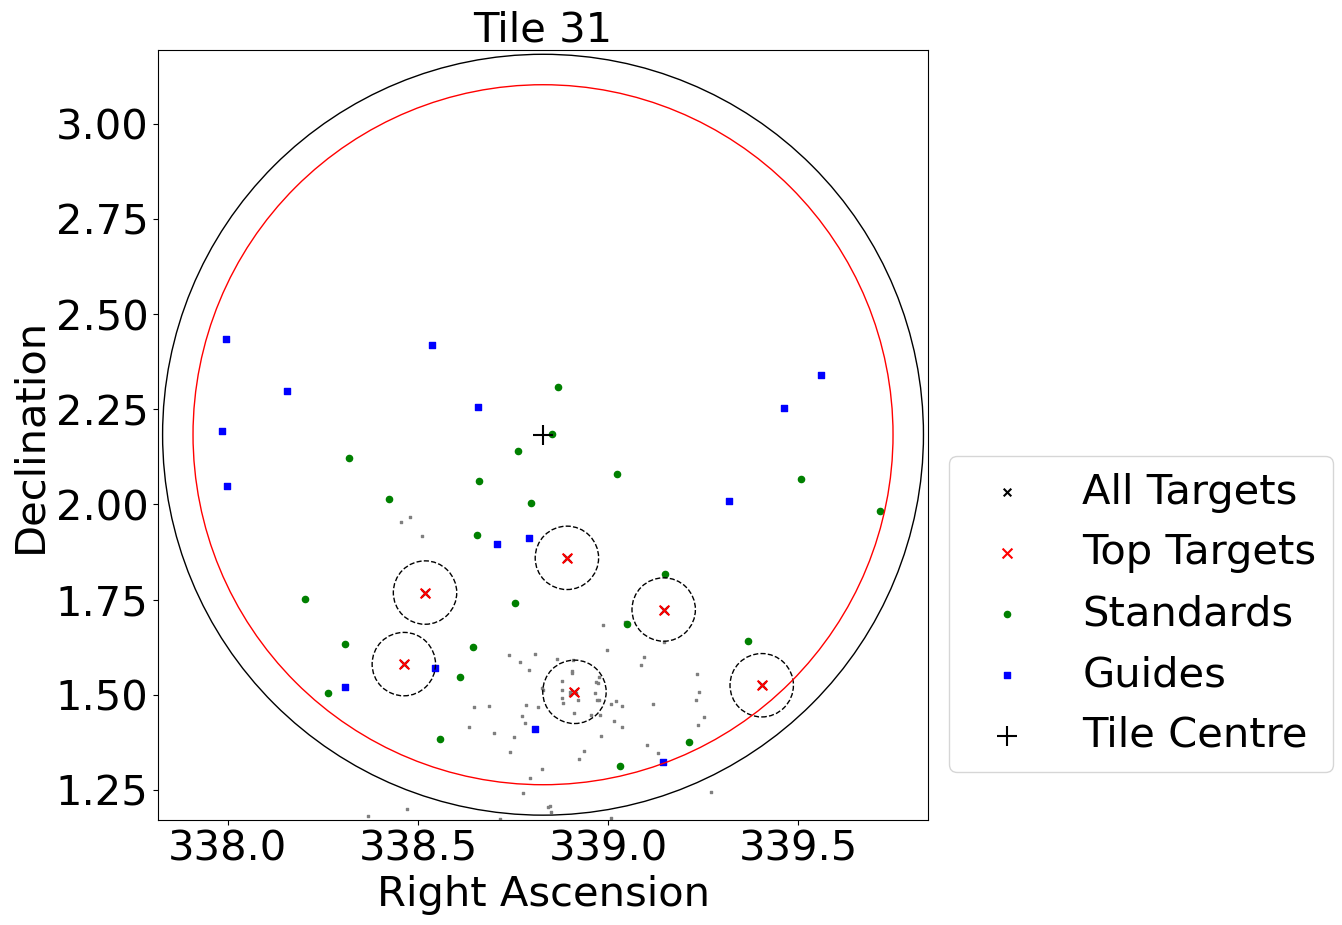 Tile 31
3.00
2.75
2.50
2.25
2.00
1.75
1.50
1.25
338.0 338.5 339.0 339.5
Declination
Right Ascension
All Targets
Top Targets
Standards
Guides
Tile Centre